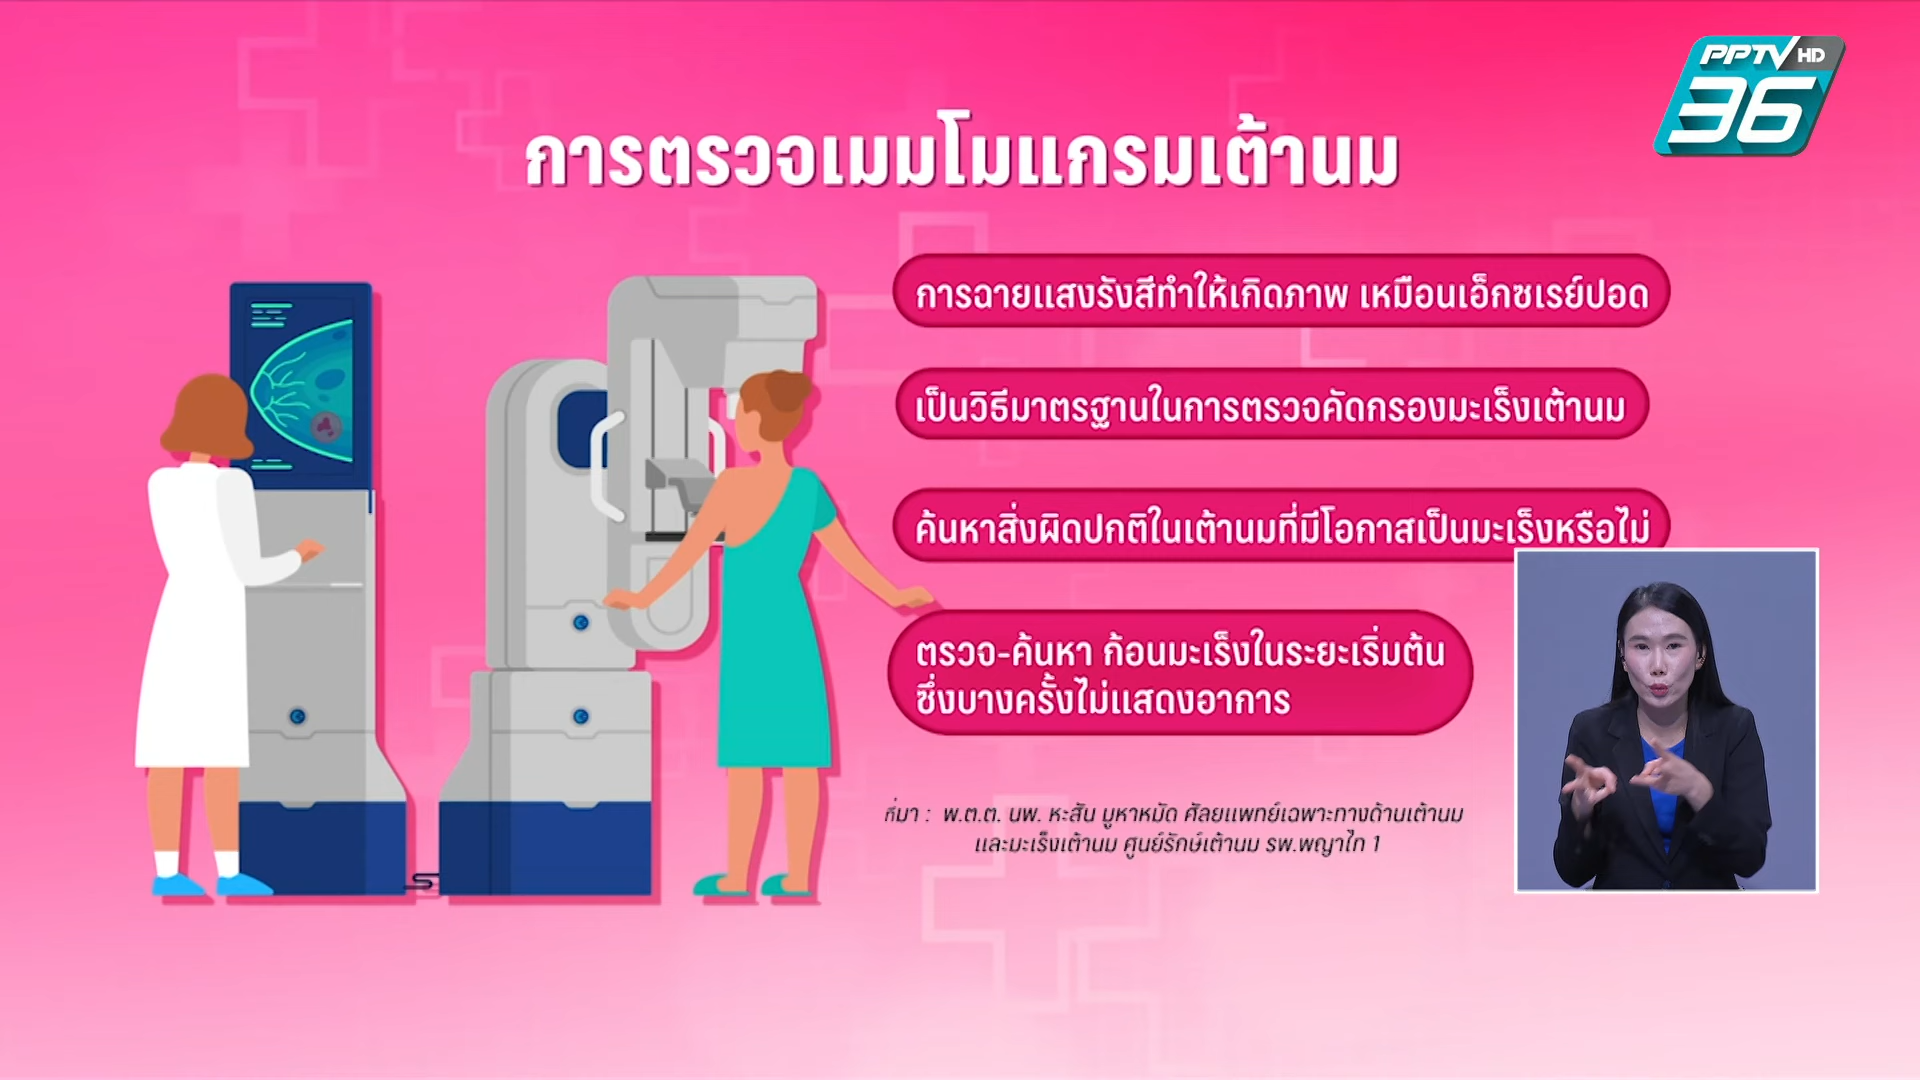 PPTV HD
36
การตรวจเมมโมแกรมเต้านม
การฉายแสงรังสีทำให้เกิดภาพ เหมือนเอ็กซเรย์ปอด
เป็นวิธีมาตรฐานในการตรวจคัดกรองมะเร็งเต้านม
ค้นหาสิ่งผิดปกติในเต้านมที่มีโอกาสเป็นมะเร็งหรือไม่
ตรวจ-ค้นหา ก้อนมะเร็งในระยะเริ่มต้น
ซึ่งบางครั้งไม่แสดงอาการ
ที่มา : พ.ต.ต. นพ. หะสัน มูหาหมัด ศัลยแพทย์เฉพาะทางด้านเต้านม
และมะเร็งเต้านม ศูนย์รักษ์เต้านม รพ.พญาไท 1